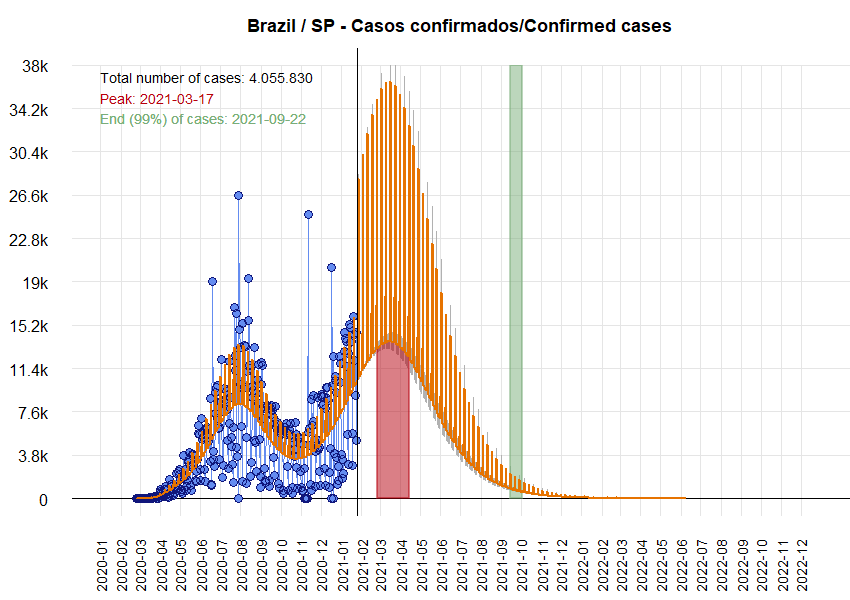 Brazil / SP - Casos confirmados/Confirmed cases
38k
Total number of cases: 4.055.830
Peak: 2021-03-17
34.2k
End (99%) of cases: 2021-09-22
30.4k
26.6k
22.8k
19k
15.2k
11.4k
7.6k
3.8k
0
2020-01
2020-02
2020-03
2020-04
2020-05
2020-06
2020-07
2020-08
2020-09
2020-10
2020-11
2020-12
2021-01
2021-02
2021-03
2021-04
2021-05
2021-06
2021-07
2021-08
2021-09
2021-10
2021-11
2021-12
2022-01
2022-02
2022-03
2022-04
2022-05
2022-06
2022-07
2022-08
2022-09
2022-10
2022-11
2022-12